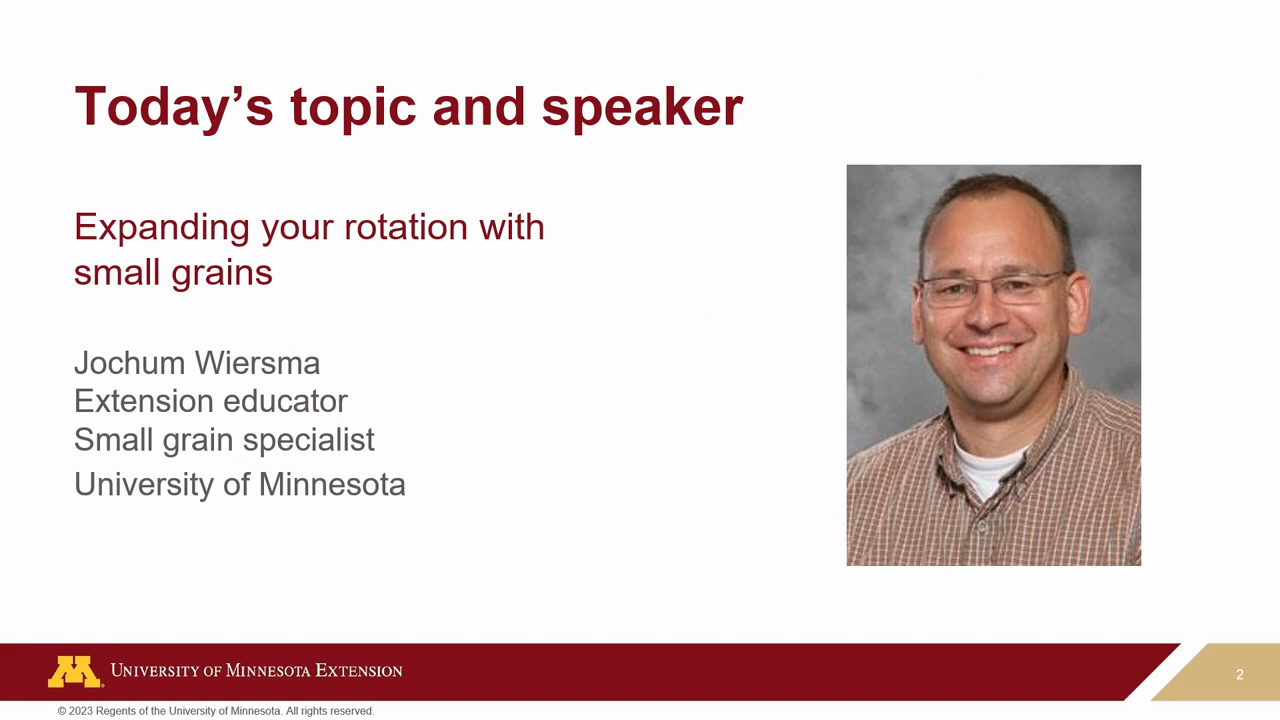 Today’s topic and speaker
Expanding your rotation with
small grains
Jochum Wiersma
Extension educator
Small grain specialist
University of Minnesota
M
University of Minnesota Extension
2
© 2023 Regents of the University of Minnesota. All rights reserved.